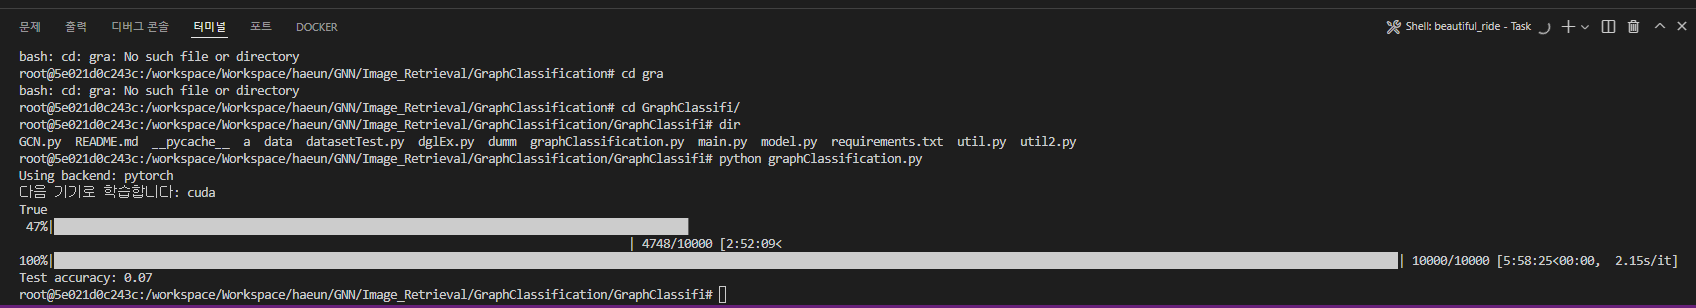 문제 출력 디버그 콘솔 터미널 포트 DOCKER Shell: beautiful_ride - Task
bash: cd: gra: No such file or directory
root@5e021d0c243c:/workspace/Workspace/haeun/GNN/Image_Retrieval/GraphClassification# cd gra
bash: cd: gra: No such file or directory
root@5e021d0c243c:/workspace/Workspace/haeun/GNN/Image_Retrieval/GraphClassification# cd GraphClassifi/
root@5e021d0c243c:/workspace/Workspace/haeun/GNN/Image_Retrieval/GraphClassification/GraphClassifi# dir
GCN.py README.md __pycache__ a data datasetTest.py dglEx.py dumm graphClassification.py main.py model.py requirements.txt util.py util2.py
root@5e021d0c243c:/workspace/Workspace/haeun/GNN/Image_Retrieval/GraphClassification/GraphClassifi# python graphClassification.py
Using backend: pytorch
다음 기기로 학습합니다: cuda
True
47%|
| 4748/10000 [2:52:09<
100%| | 10000/10000 [5:58:25<00:00, 2.15s/it]
Test accuracy: 0.07
root@5e021d0c243c:/workspace/Workspace/haeun/GNN/Image_Retrieval/GraphClassification/GraphClassifi#